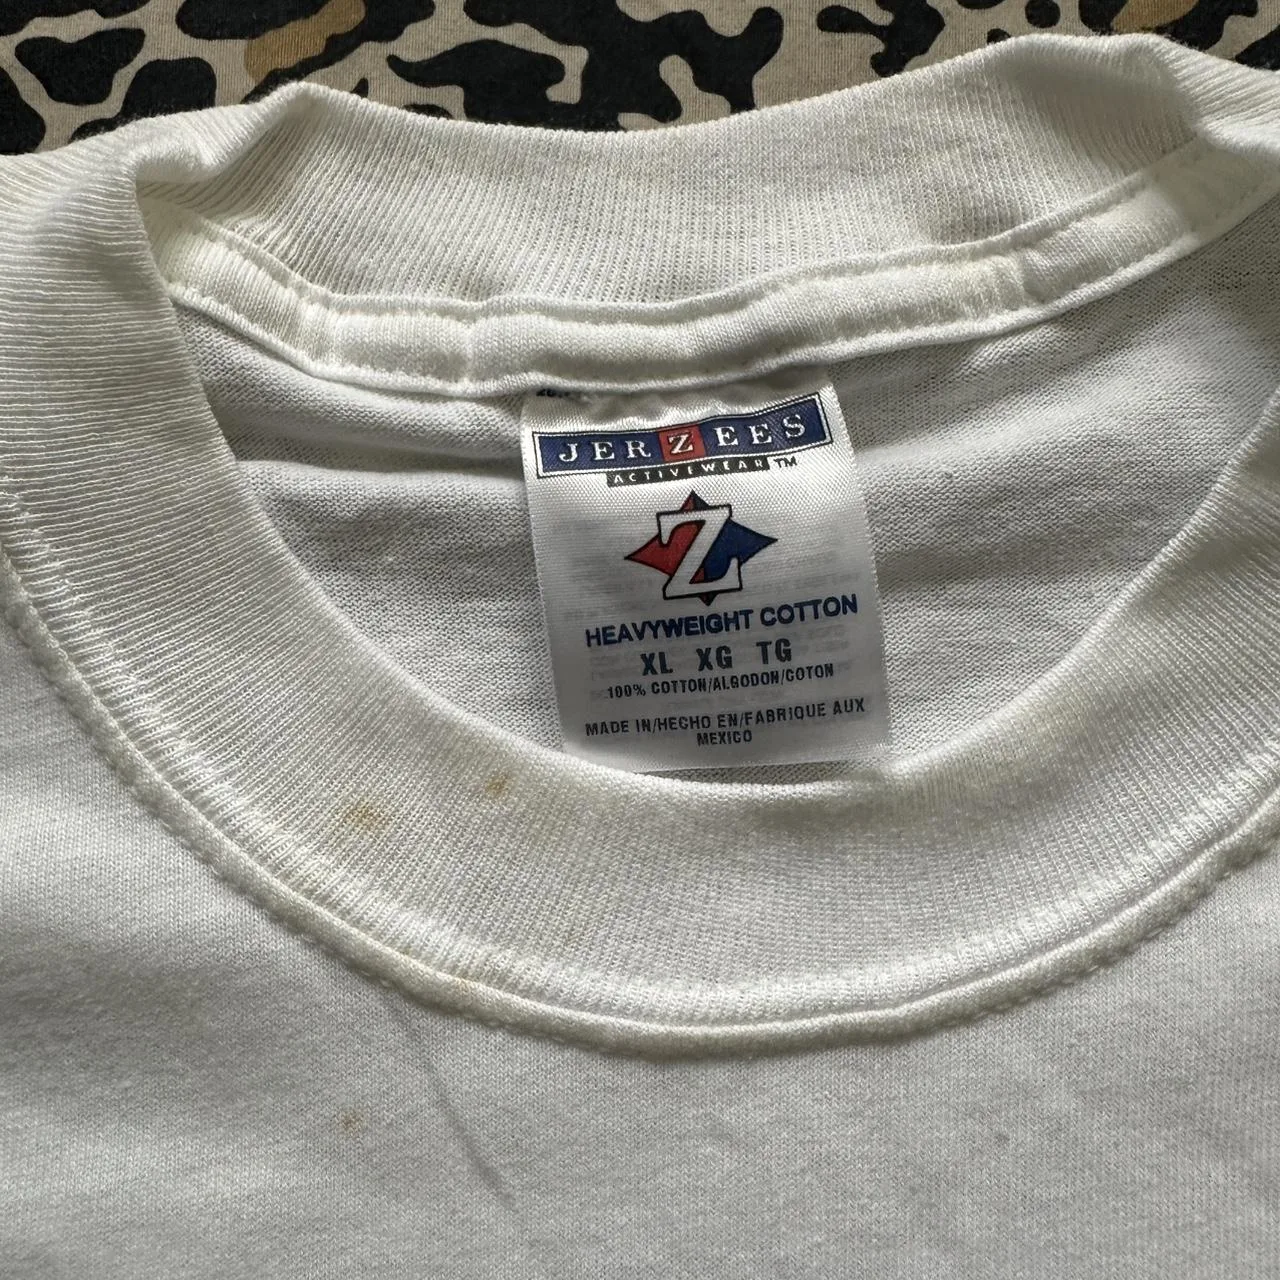 JERZEES
ACTIVEWEAR™
Z
HEAVYWEIGHT COTTON
XL XG TG
100% COTTON/ALGODON/COTON
MADE IN/HECHO EN/FABRIQUE AUX
MEXICO